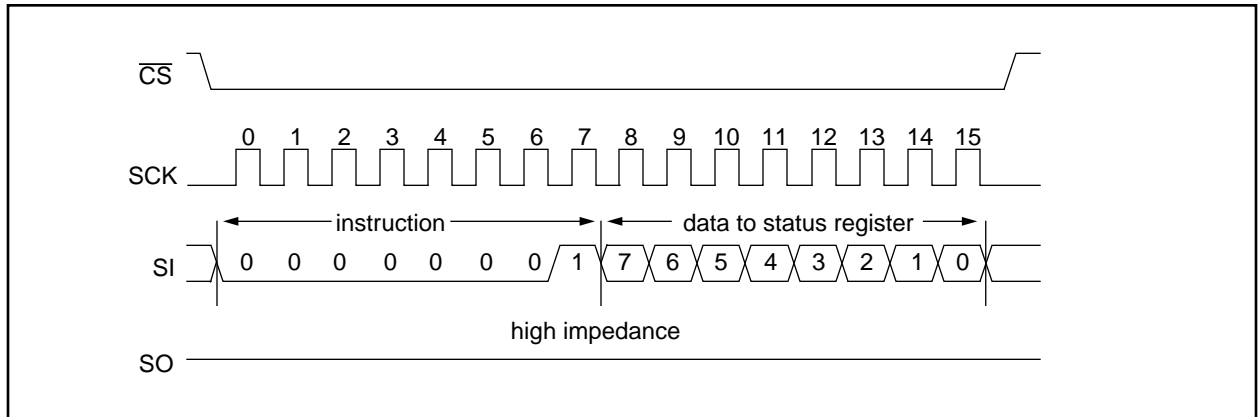 CS
0 1 2 3 4 5 6 7 8 9 10 11 12 13 14 15
SCK
instruction data to status register
SI 0 0 0 0 0 0 0 1 7 6 5 4 3 2 1 0
high impedance
SO